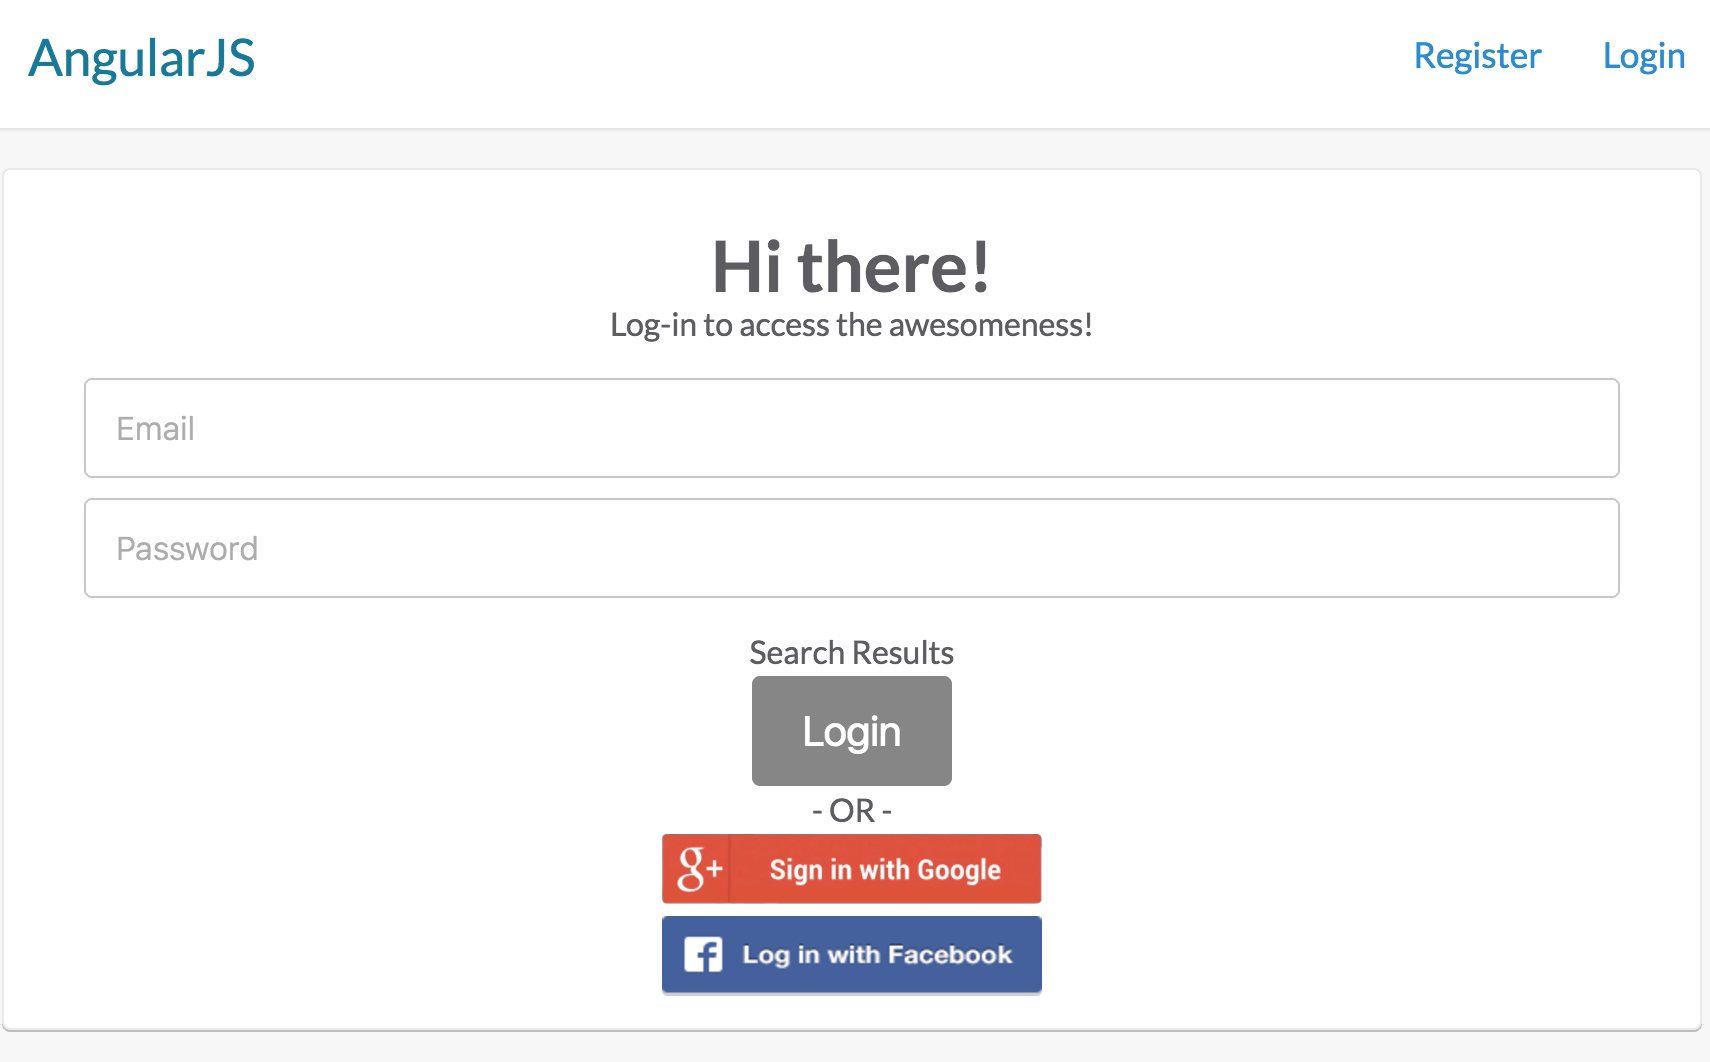 AngularJS
Register
Login
Hi there!
Log-in to access the awesomeness!
Email
Password
Search Results
Login
- OR -
g+ Sign in with Google
f Log in with Facebook